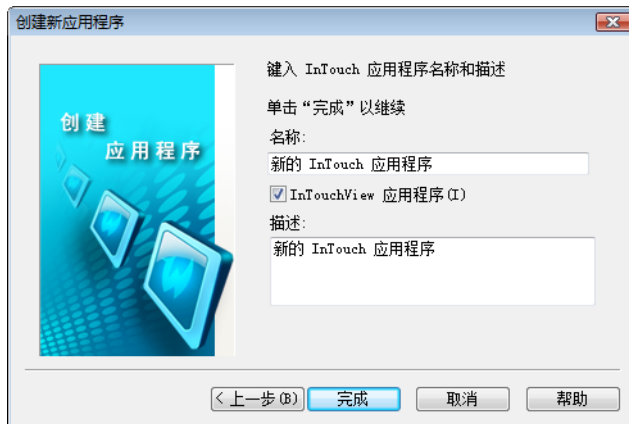 创建新应用程序
创建
应用程序
键入 InTouch 应用程序名称和描述
单击“完成”以继续
名称:
新的 InTouch 应用程序
InTouchView 应用程序(I)
描述:
新的 InTouch 应用程序
< 上一步(B) 完成 取消 帮助